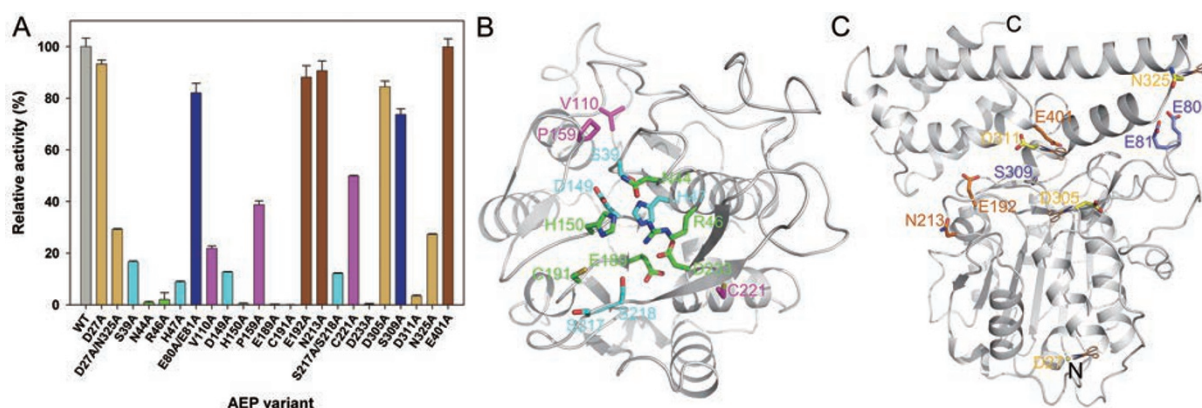 A
Relative activity (%)
100
80
60
40
20
0
WT
D27A
D27A/N325A
S39A
N44A
R46A
H47A
E80A/E81A
V110A
D149A
H150A
P159A
E189A
C191A
E192A
N213A
S217A/S218A
C221A
D233A
D305A
S309A
D311A
N325A
E401A
AEP variant
B
V110
P159
S39
D149
H150
R46
E189
C191
C221
S217
S218
C
C
N325
E80
E401
D311
E81
S309
E192
D305
N213
N